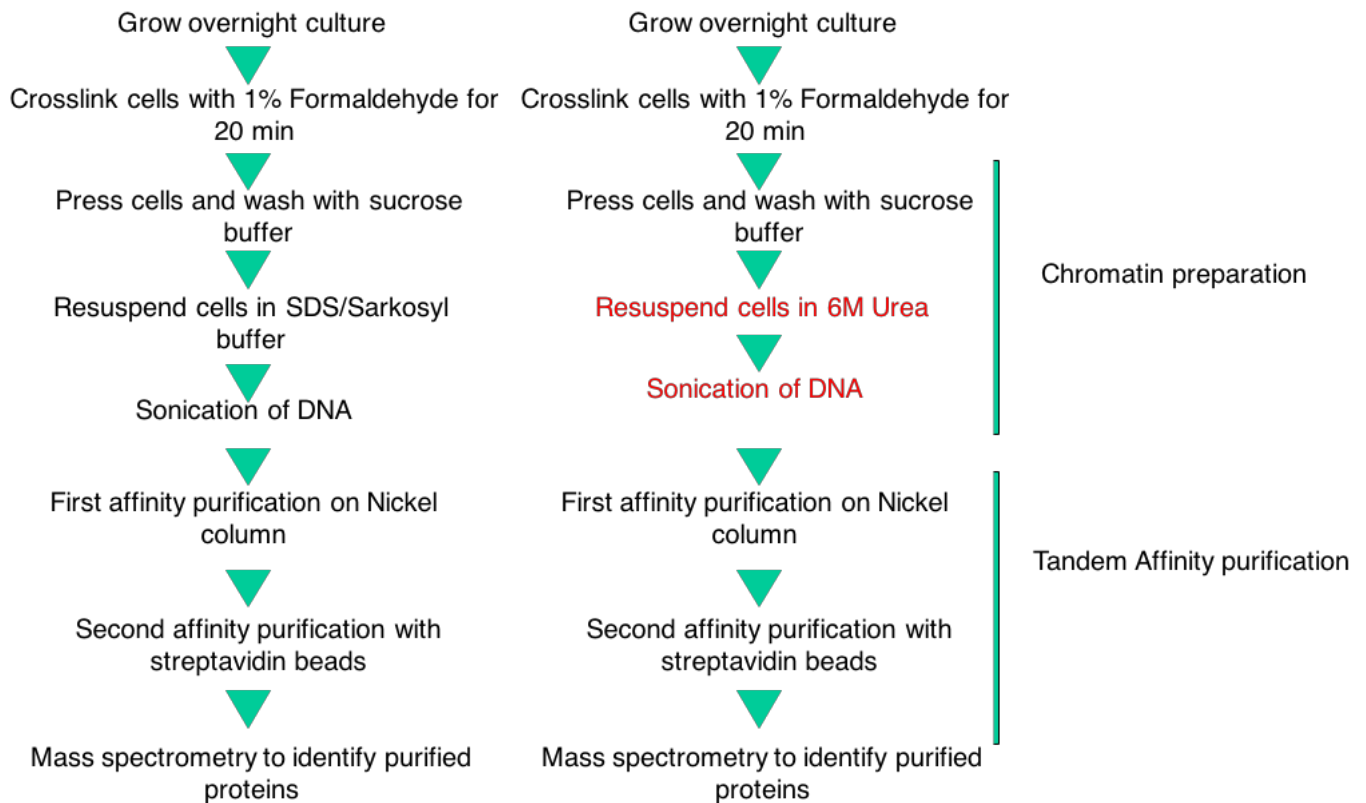 Grow overnight culture
Crosslink cells with 1% Formaldehyde for
20 min
Press cells and wash with sucrose
buffer
Resuspend cells in SDS/Sarkosyl
buffer
Sonication of DNA
First affinity purification on Nickel
column
Second affinity purification with
streptavidin beads
Mass spectrometry to identify purified
proteins
Grow overnight culture
Crosslink cells with 1% Formaldehyde for
20 min
Press cells and wash with sucrose
buffer
Resuspend cells in 6M Urea
Sonication of DNA
First affinity purification on Nickel
column
Second affinity purification with
streptavidin beads
Mass spectrometry to identify purified
proteins
Chromatin preparation
Tandem Affinity purification